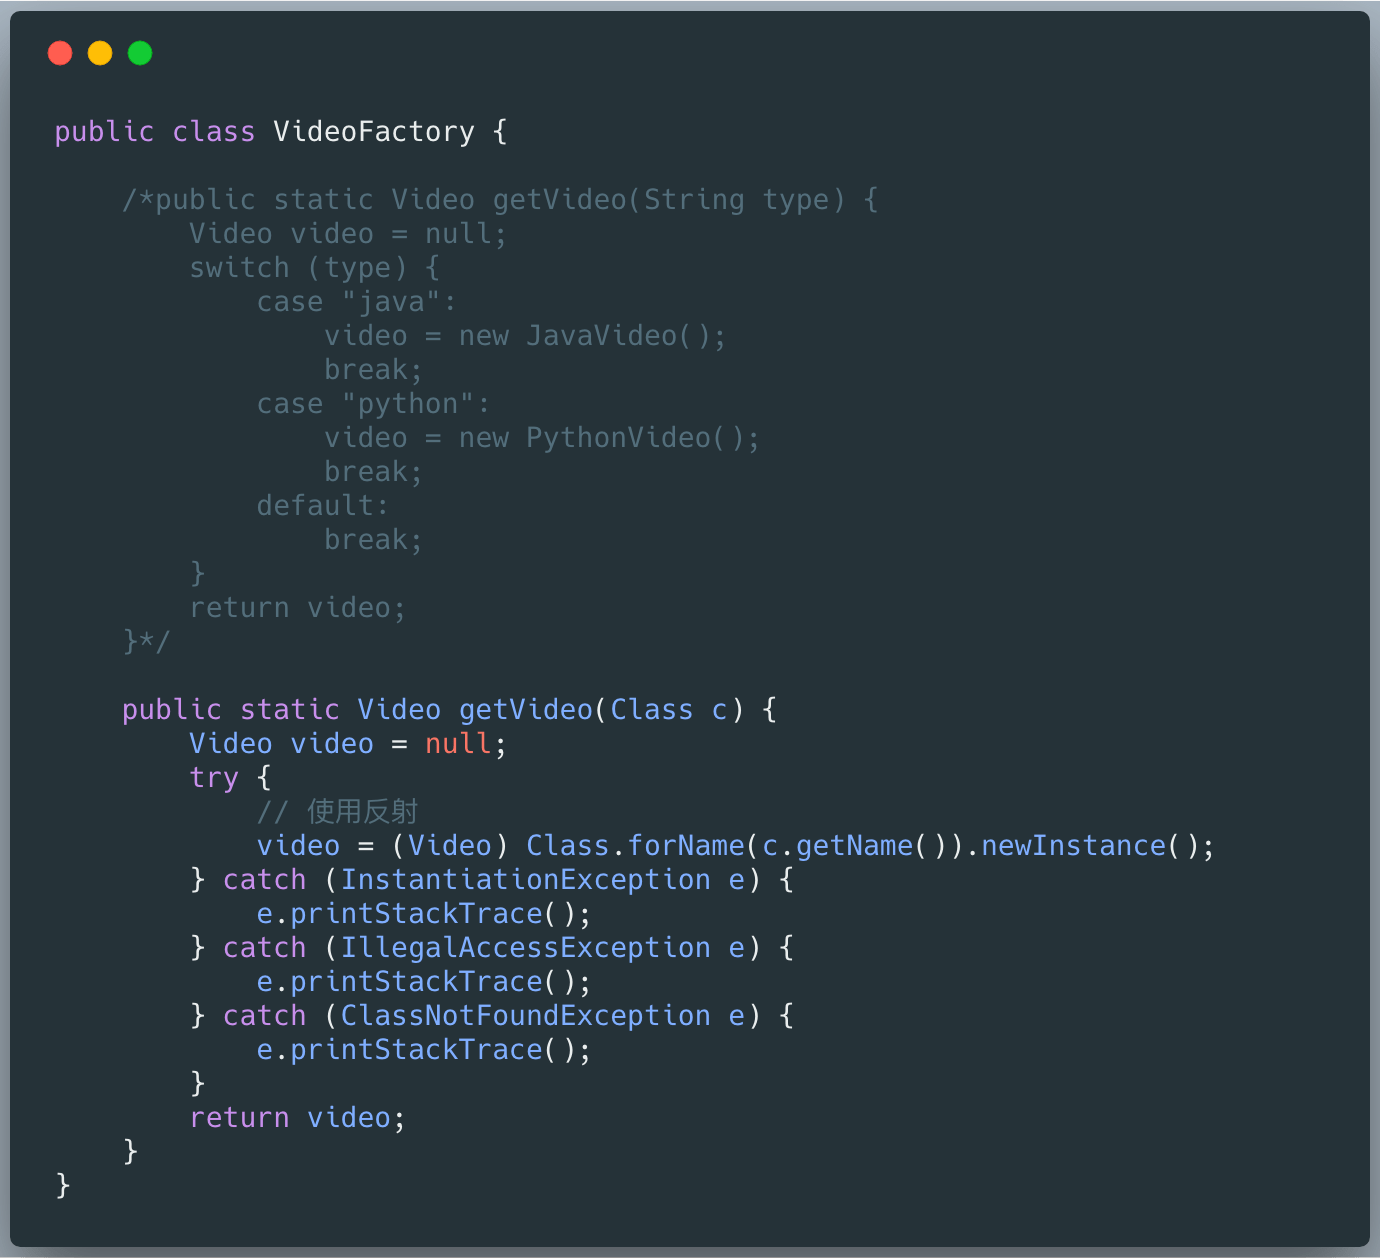 public class VideoFactory {

    /*public static Video getVideo(String type) {
        Video video = null;
        switch (type) {
            case "java":
                video = new JavaVideo();
                break;
            case "python":
                video = new PythonVideo();
                break;
            default:
                break;
        }
        return video;
    }*/

    public static Video getVideo(Class c) {
        Video video = null;
        try {
            // 使用反射
            video = (Video) Class.forName(c.getName()).newInstance();
        } catch (InstantiationException e) {
            e.printStackTrace();
        } catch (IllegalAccessException e) {
            e.printStackTrace();
        } catch (ClassNotFoundException e) {
            e.printStackTrace();
        }
        return video;
    }
}